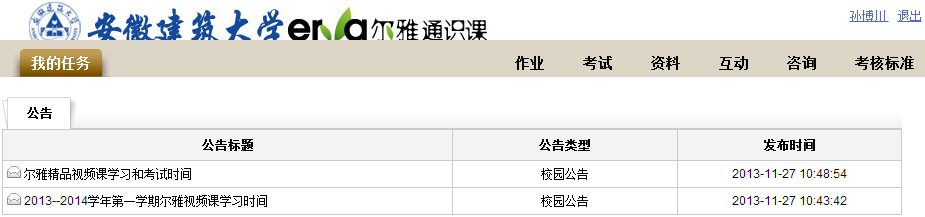 安徽建筑大学 erya 尔雅通识课
孙博川 退出
我的任务 作业 考试 资料 互动 咨询 考核标准
公告
公告标题 公告类型 发布时间
尔雅精品视频课学习和考试时间 校园公告 2013-11-27 10:48:54
2013--2014学年第一学期尔雅视频课学习时间 校园公告 2013-11-27 10:43:42